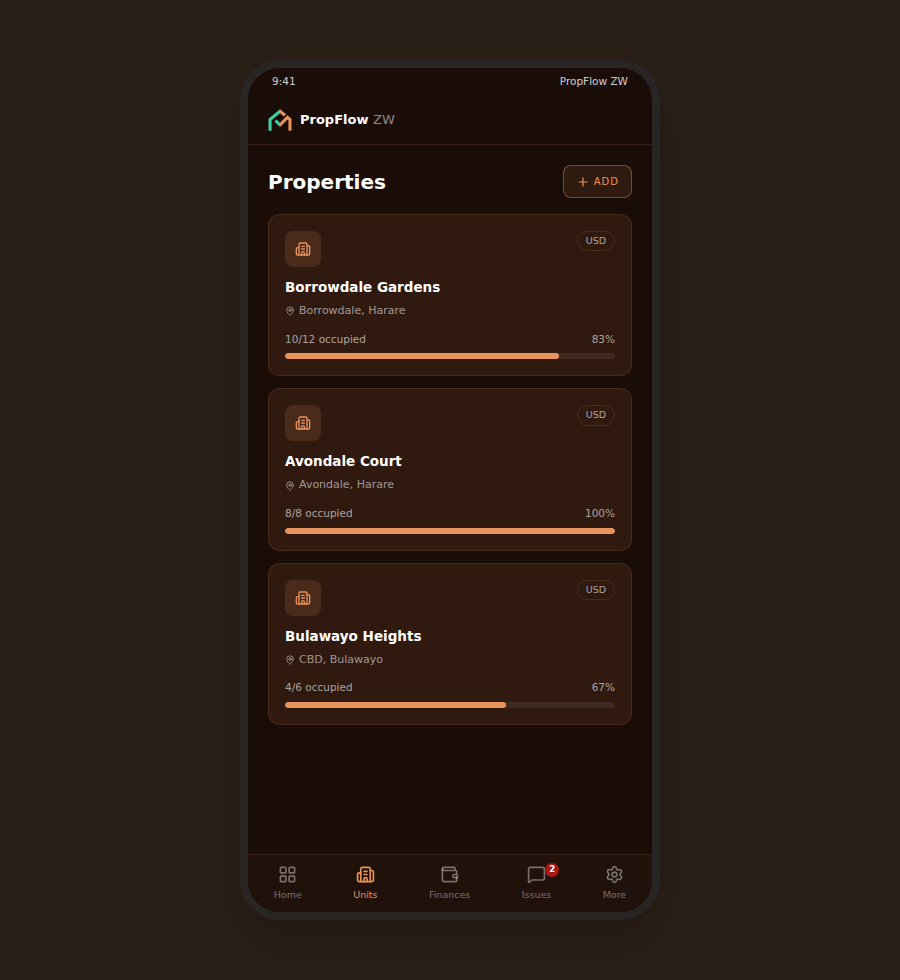 9:41 PropFlow ZW
PropFlow ZW
Properties
ADD
USD
Borrowdale Gardens
Borrowdale, Harare
10/12 occupied 83%
USD
Avondale Court
Avondale, Harare
8/8 occupied 100%
USD
Bulawayo Heights
CBD, Bulawayo
4/6 occupied 67%
2
Home Units Finances Issues More